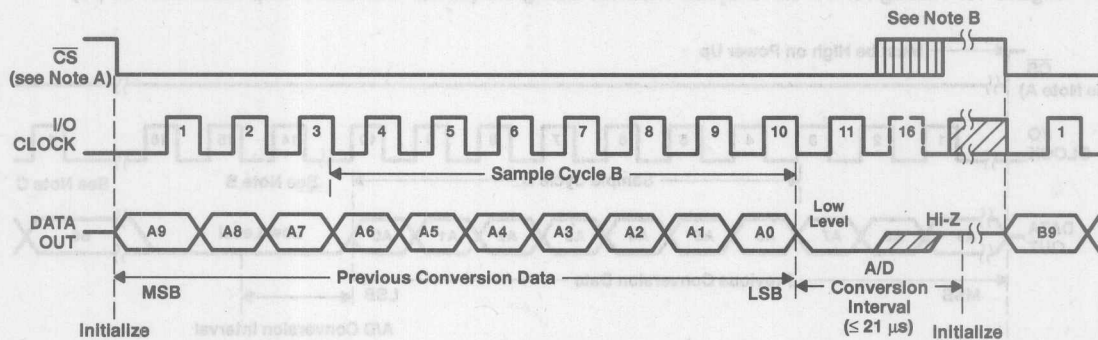 See Note B
CS
(see Note A)
I/O
CLOCK
1 2 3 4 5 6 7 8 9 10 11 16 1
Sample Cycle B
DATA
OUT
A9 A8 A7 A6 A5 A4 A3 A2 A1 A0
Low
Level
Hi-Z
B9
Previous Conversion Data
MSB
LSB
A/D
Conversion
Interval
(≤ 21 μs)
Initialize
Initialize